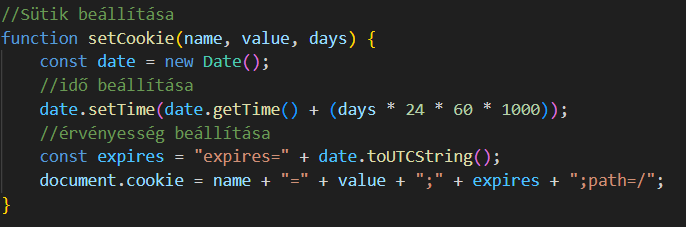 //Sütik beállítása
function setCookie(name, value, days) {
    const date = new Date();
    //idő beállítása
    date.setTime(date.getTime() + (days * 24 * 60 * 1000));
    //érvényesség beállítása
    const expires = "expires=" + date.toUTCString();
    document.cookie = name + "=" + value + ";" + expires + ";path=/";
}